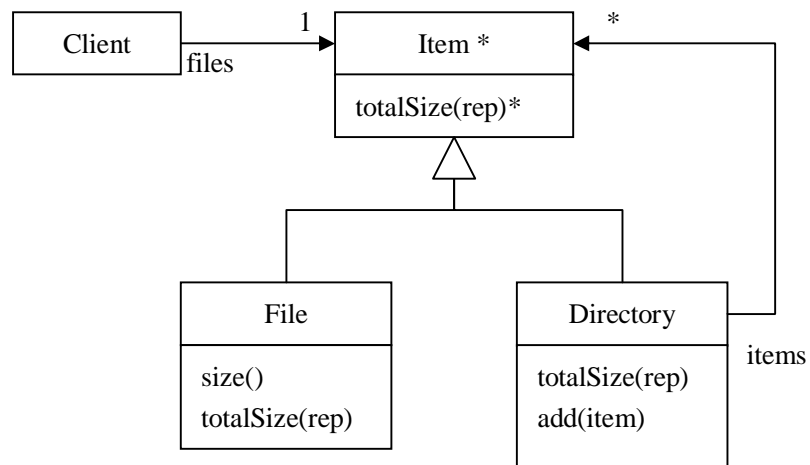 Client
files
1
Item *
*
totalSize(rep)*
File
size()
totalSize(rep)
Directory
totalSize(rep)
add(item)
items